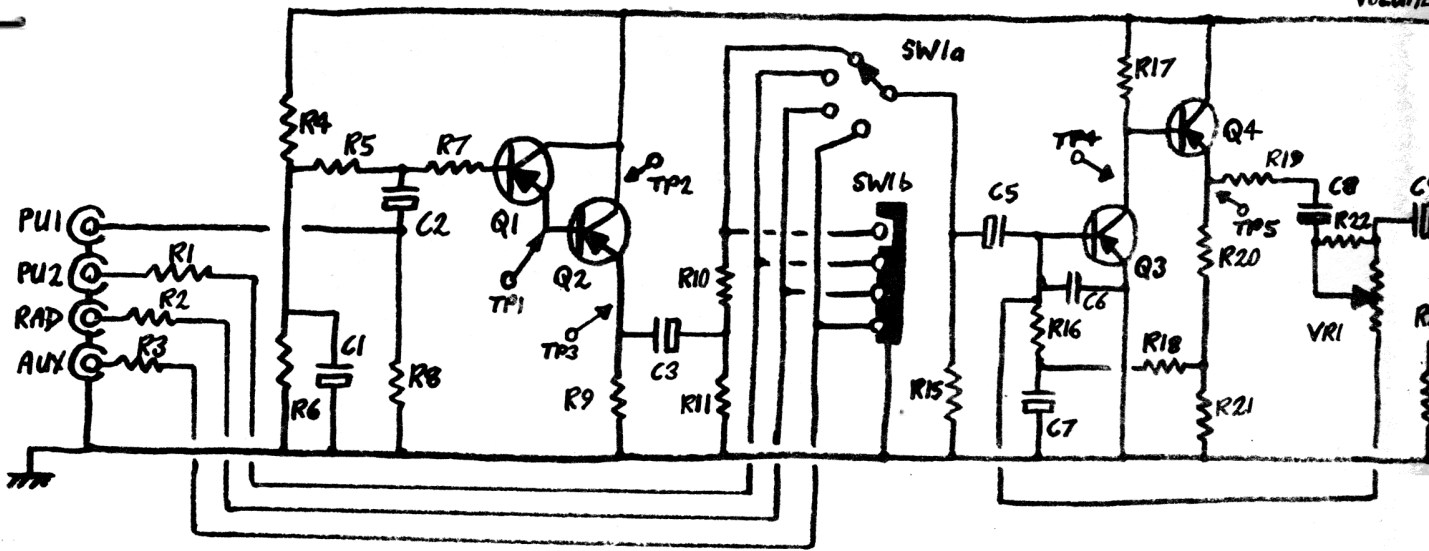 SW1a
R17
R4
R5
R7
TP4
Q4
TP2
SW1b
R19
C5
C8
PU1
Q1
C2
TP5
R22
PU2
R1
Q2
R10
Q3
R20
TP1
RAD
R2
C6
R16
VR1
TP3
AUX
R3
C1
C3
R18
R8
R15
R6
R9
R11
R21
C7